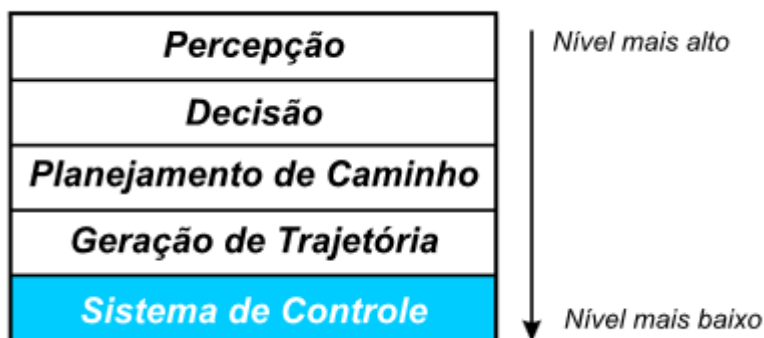 Percepção
Nível mais alto
Decisão
Planejamento de Caminho
Geração de Trajetória
Sistema de Controle
Nível mais baixo